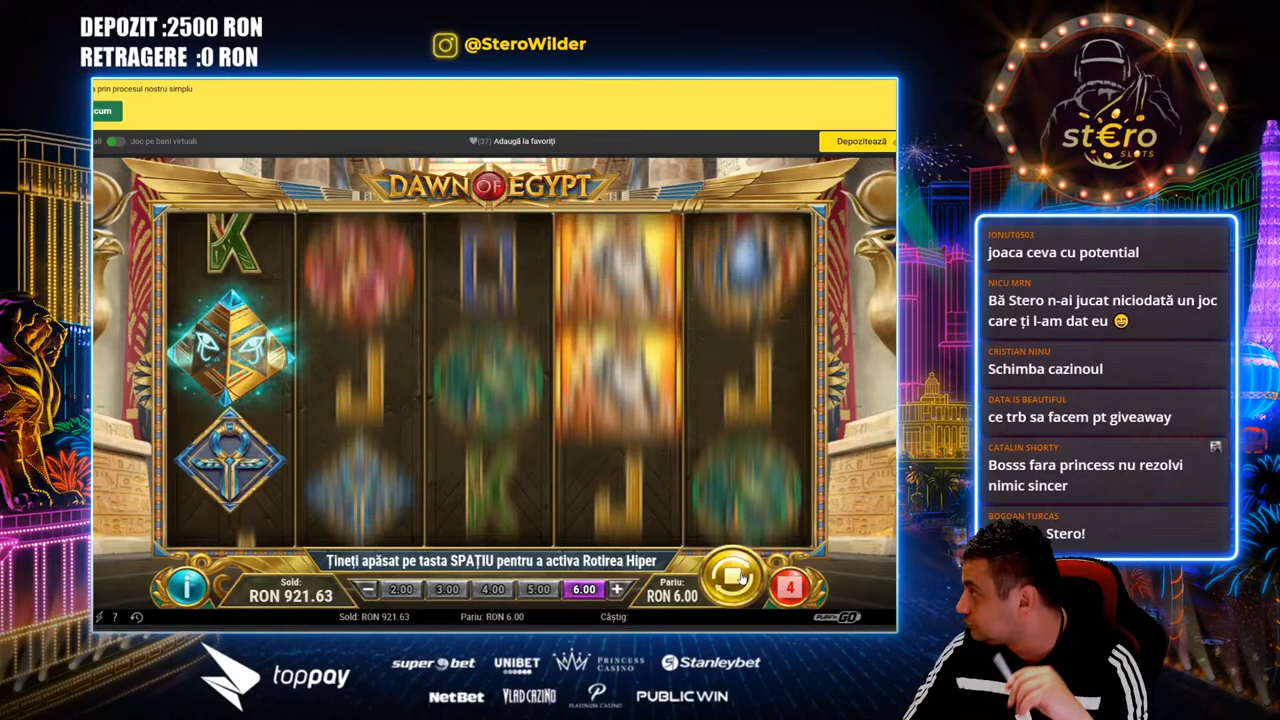 DEPOZIT :2500 RON
RETRAGERE :0 RON
@SteroWilder
prin procesul nostru simplu
cum
Joc pe bani virtuali
(37) Adaugă la favoriți
Depozitează
DAWN OF EGYPT
K
J
J
K
J
Țineți apăsat pe tasta SPAȚIU pentru a activa Rotirea Hiper
i
Sold:
RON 921.63
2.00
3.00
4.00
5.00
6.00
Pariu:
RON 6.00
4
?
Sold: RON 921.63
Pariu: RON 6.00
Câștig:
PLAY'N GO
st€ro
SLOTS
IONUT0503
joaca ceva cu potential
NICU MRN
Bă Stero n-ai jucat niciodată un joc
care ți l-am dat eu
CRISTIAN NINU
Schimba cazinoul
DATA IS BEAUTIFUL
ce trb sa facem pt giveaway
CATALIN SHORTY
Bosss fara princess nu rezolvi
nimic sincer
BOGDAN TURCAS
Stero!
toppay
superbet
UNIBET
PRINCESS
CASINO
Stanleybet
NetBet
VLAD CAZINO
PLATINUM CASINO
PUBLICWIN